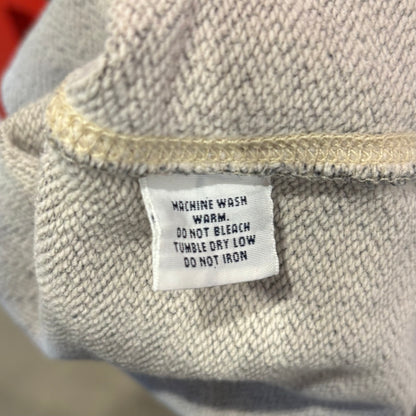 MACHINE WASH
WARM.
DO NOT BLEACH
TUMBLE DRY LOW
DO NOT IRON